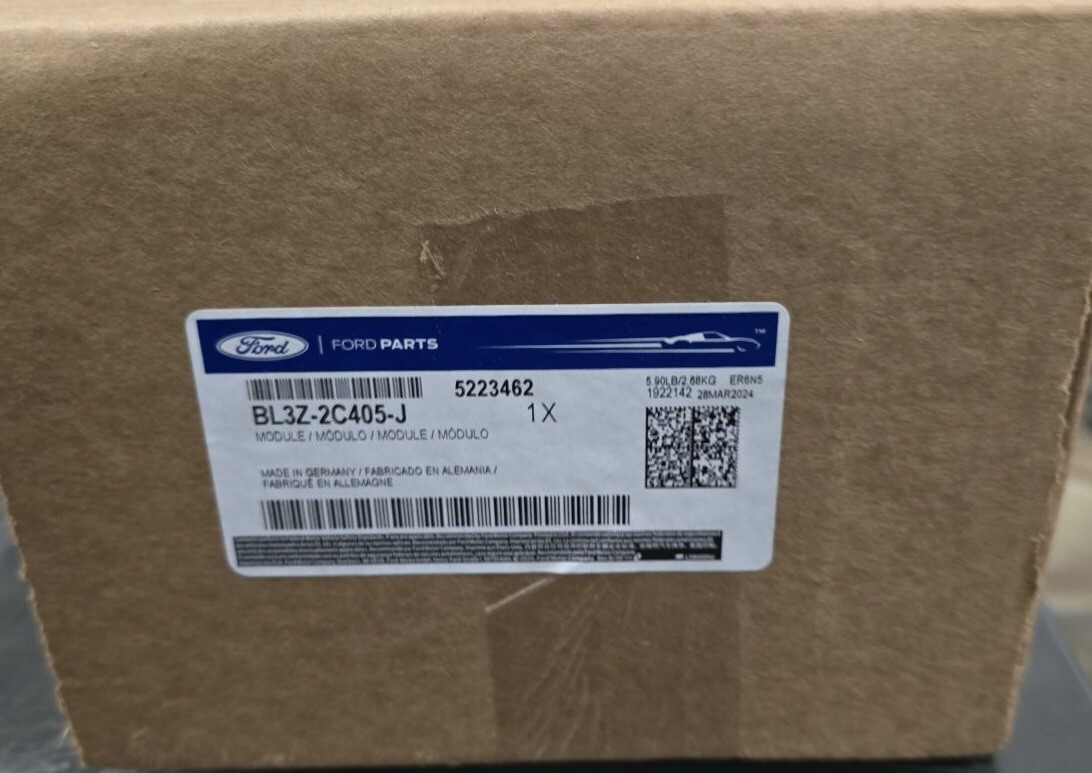 Ford | FORD PARTS
TM
5223462
5.90LB/2.68KG ER6N5
BL3Z-2C405-J
1X
1922142 28MAR2024
MODULE / MÓDULO / MODULE / MÓDULO
MADE IN GERMANY / FABRICADO EN ALEMANIA /
FABRIQUÉ EN ALLEMAGNE